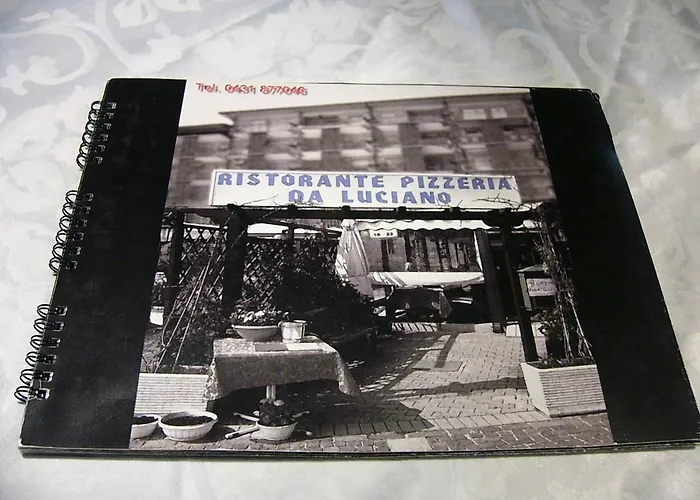 Tel. 0431 877048
RISTORANTE PIZZERIA
DA LUCIANO